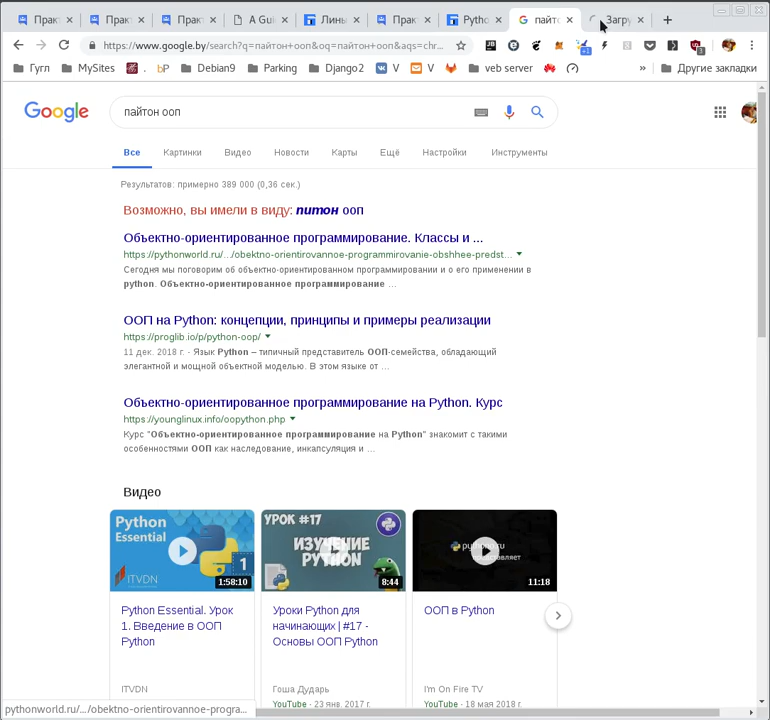 Прак
Прак
Прак
A Gui
Линь
Прак
Pytho
пайт
Загру
https://www.google.by/search?q=пайтон+ооп&oq=пайтон+ооп&aqs=chr...
Гугл
MySites
.
b
Debian9
Parking
Django2
V
V
veb server
»
Другие закладки
Google
пайтон ооп
Все
Картинки
Видео
Новости
Карты
Ещё
Настройки
Инструменты
Результатов: примерно 389 000 (0,36 сек.)
Возможно, вы имели в виду: питон ооп
Объектно-ориентированное программирование. Классы и ...
https://pythonworld.ru/.../obektno-orientirovannoe-programmirovanie-obshhee-predst...
Сегодня мы поговорим об объектно-ориентированном программировании и о его применении в
python. Объектно-ориентированное программирование ...
ООП на Python: концепции, принципы и примеры реализации
https://proglib.io/p/python-oop/
11 дек. 2018 г. - Язык Python – типичный представитель ООП-семейства, обладающий
элегантной и мощной объектной моделью. В этом языке от ...
Объектно-ориентированное программирование на Python. Курс
https://younglinux.info/oopython.php
Курс "Объектно-ориентированное программирование на Python" знакомит с такими
особенностями ООП как наследование, инкапсуляция и ...
Видео
Python
Essential
1
ITVDN
1:58:10
УРОК #17
ИЗУЧЕНИЕ
PYTHON
8:44
11:18
Python Essential. Урок
1. Введение в ООП
Python
ITVDN
Уроки Python для
начинающих | #17 -
Основы ООП Python
Гоша Дударь
YouTube - 23 янв. 2017 г.
ООП в Python
I'm On Fire TV
YouTube - 18 мая 2018 г.
pythonworld.ru/.../obektno-orientirovannoe-progra...